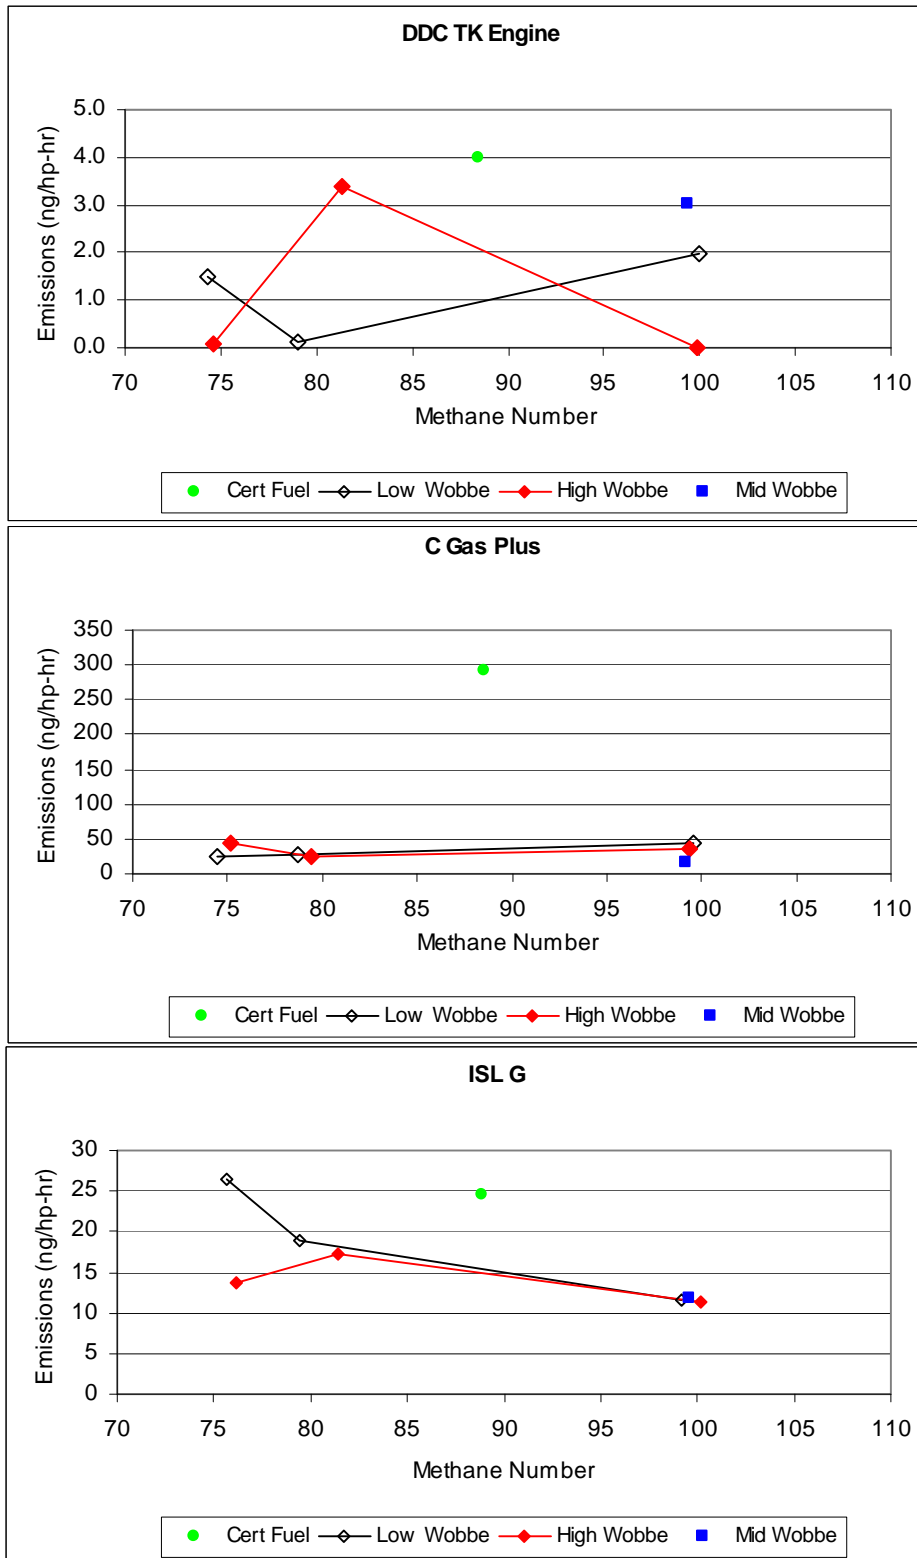 DDC TK Engine
Emissions (ng/hp-hr)
5.0
4.0
3.0
2.0
1.0
0.0
70 75 80 85 90 95 100 105 110
Methane Number
Cert Fuel Low Wobbe High Wobbe Mid Wobbe
C Gas Plus
Emissions (ng/hp-hr)
350
300
250
200
150
100
50
0
70 75 80 85 90 95 100 105 110
Methane Number
Cert Fuel Low Wobbe High Wobbe Mid Wobbe
ISL G
Emissions (ng/hp-hr)
30
25
20
15
10
5
0
70 75 80 85 90 95 100 105 110
Methane Number
Cert Fuel Low Wobbe High Wobbe Mid Wobbe